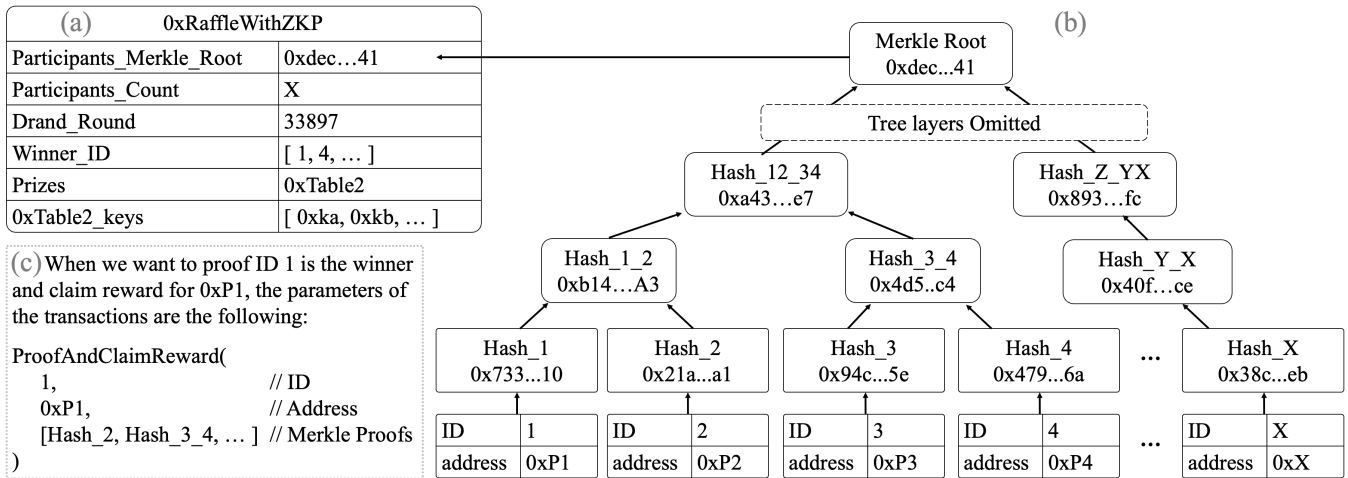 (a)
0xRaffleWithZKP
Participants_Merkle_Root 0xdec…41
Participants_Count X
Drand_Round 33897
Winner_ID [ 1, 4, … ]
Prizes 0xTable2
0xTable2_keys [ 0xka, 0xkb, … ]
(c) When we want to proof ID 1 is the winner
and claim reward for 0xP1, the parameters of
the transactions are the following:
ProofAndClaimReward(
1, // ID
0xP1, // Address
[Hash_2, Hash_3_4, … ] // Merkle Proofs
)
(b)
Merkle Root
0xdec...41
Tree layers Omitted
Hash_12_34
0xa43…e7
Hash_Z_YX
0x893…fc
Hash_1_2
0xb14…A3
Hash_3_4
0x4d5..c4
Hash_Y_X
0x40f…ce
Hash_1
0x733...10
Hash_2
0x21a...a1
Hash_3
0x94c...5e
Hash_4
0x479...6a
...
Hash_X
0x38c...eb
ID 1
address 0xP1
ID 2
address 0xP2
ID 3
address 0xP3
ID 4
address 0xP4
...
ID X
address 0xX